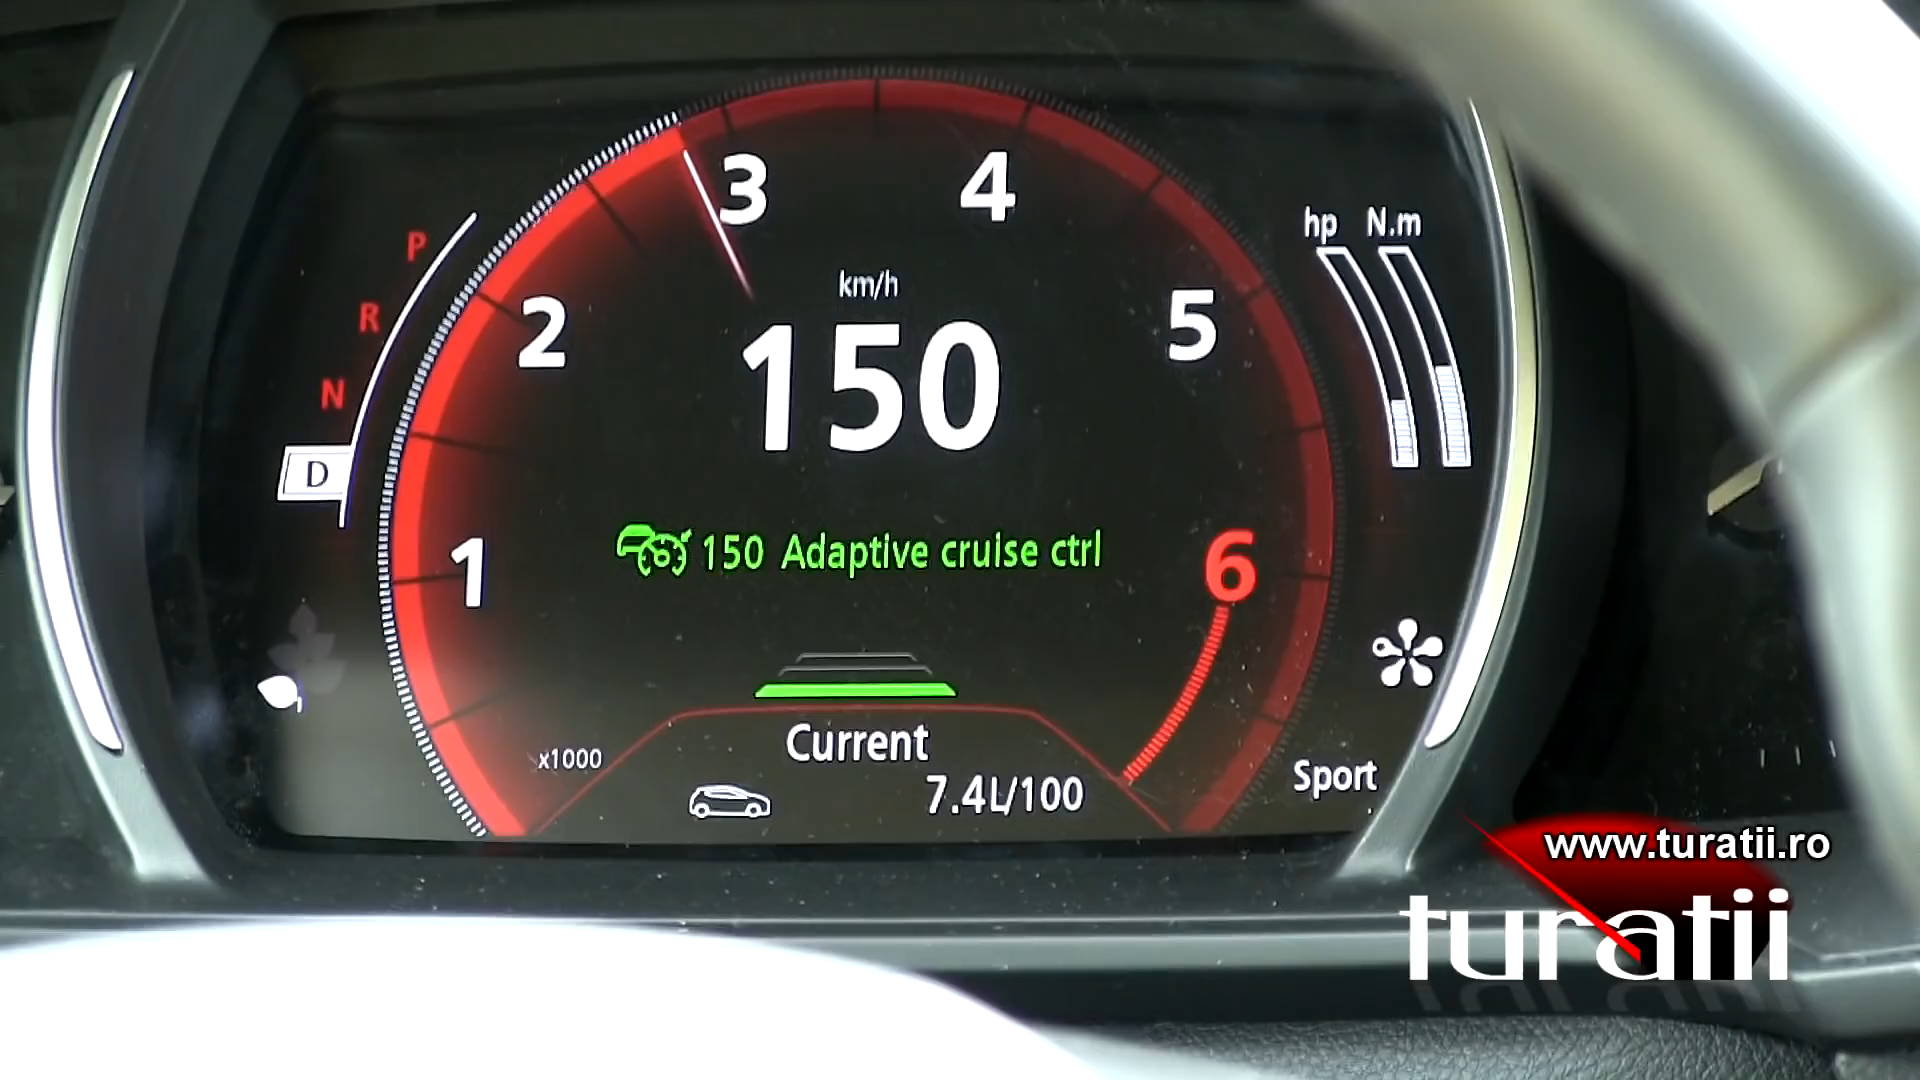 P
R
N
D
1
2
3
4
5
6
km/h
150
150 Adaptive cruise ctrl
x1000
Current
7.4L/100
hp N.m
Sport
www.turatii.ro
turatii